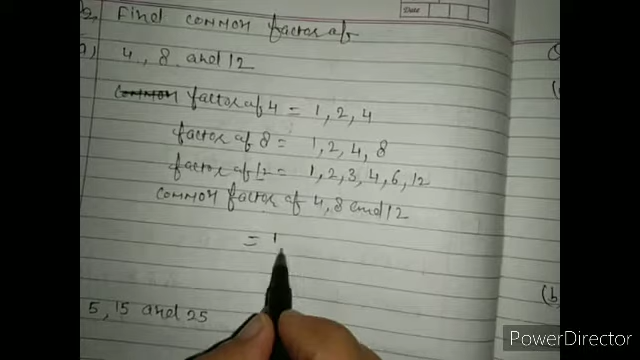 2. Find common factor of
a) 4, 8 and 12
factor of 4 = 1, 2, 4
factor of 8 = 1, 2, 4, 8
factor of 12 = 1, 2, 3, 4, 6, 12
common factor of 4, 8 and 12
= 1
5, 15 and 25
Date
(b
PowerDirector